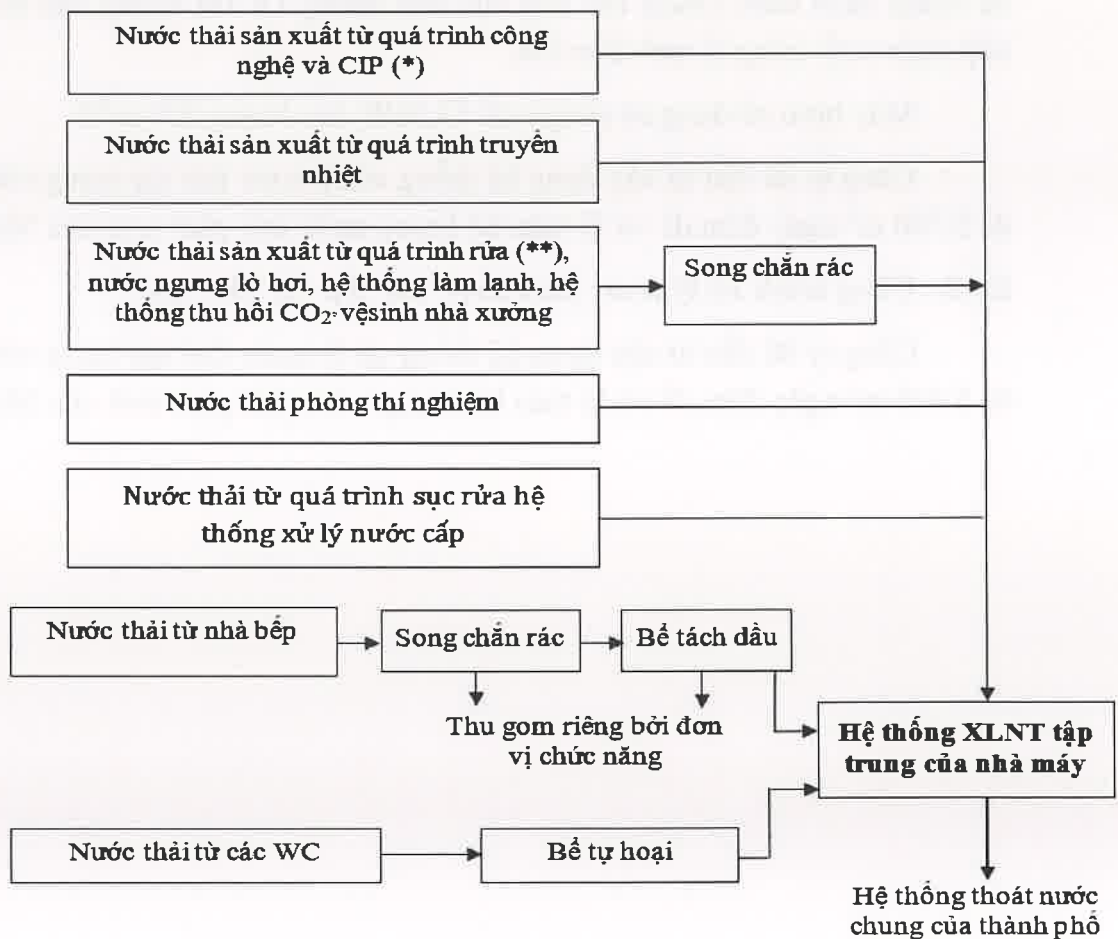 Nước thải sản xuất từ quá trình công
nghệ và CIP (*)
Nước thải sản xuất từ quá trình truyền
nhiệt
Nước thải sản xuất từ quá trình rửa (**),
nước ngưng lò hơi, hệ thống làm lạnh, hệ
thống thu hồi CO₂, vệsinh nhà xưởng
Song chắn rác
Nước thải phòng thí nghiệm
Nước thải từ quá trình sục rửa hệ
thống xử lý nước cấp
Nước thải từ nhà bếp
Song chắn rác
Bể tách dầu
Thu gom riêng bởi đơn
vị chức năng
Hệ thống XLNT tập
trung của nhà máy
Nước thải từ các WC
Bể tự hoại
Hệ thống thoát nước
chung của thành phố